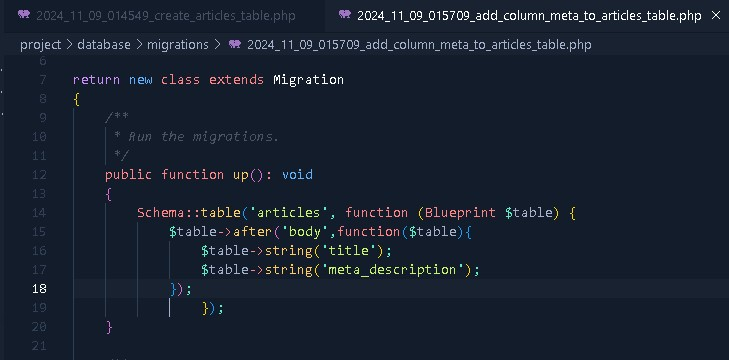 2024_11_09_014549_create_articles_table.php
2024_11_09_015709_add_column_meta_to_articles_table.php ×
project > database > migrations > 2024_11_09_015709_add_column_meta_to_articles_table.php
6
7 return new class extends Migration
8 {
9 /**
10 * Run the migrations.
11 */
12 public function up(): void
13 {
14 Schema::table('articles', function (Blueprint $table) {
15 $table->after('body',function($table){
16 $table->string('title');
17 $table->string('meta_description');
18 });
19 });
20 }
21